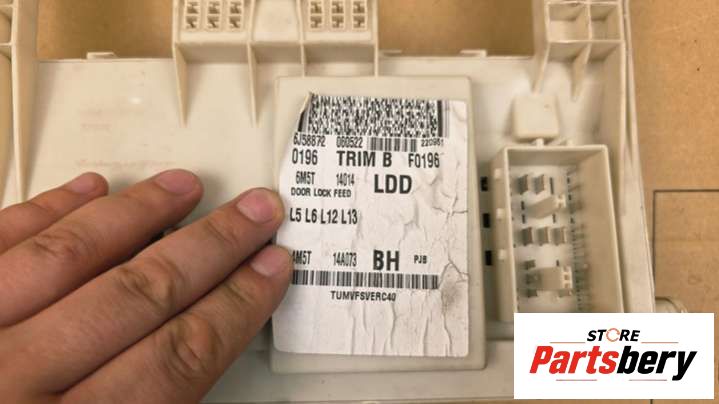 6J58872 060522 220951
0196 TRIM B F0196
6M5T 14014 LDD
DOOR LOCK FEED
L5 L6 L12 L13
4M5T 14A073 BH PJB
TUMVFSVERC40
STORE
Partsbery